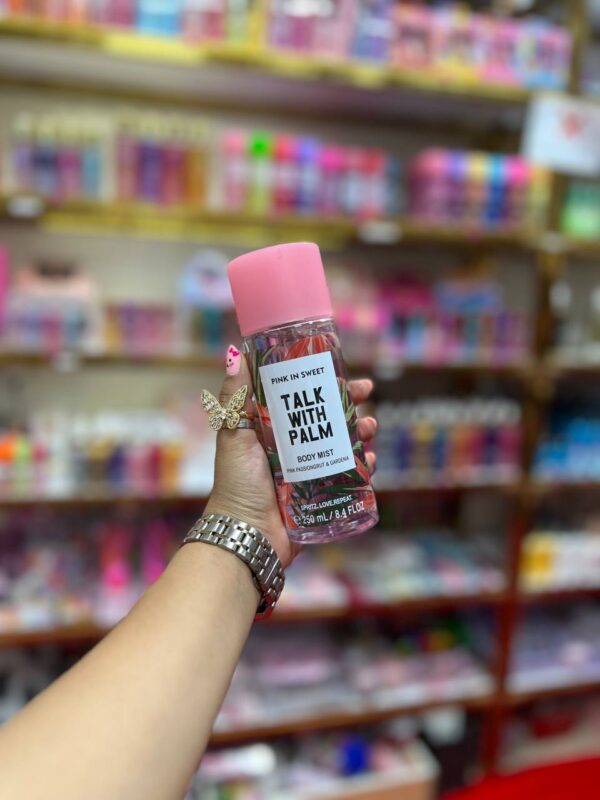 PINK IN SWEET
TALK
WITH
PALM
BODY MIST
PINK PASSIONGRUT & GARDENIA
SPRITZ. LOVE. REPEAT.
℮ 250 mL / 8.4 FL OZ